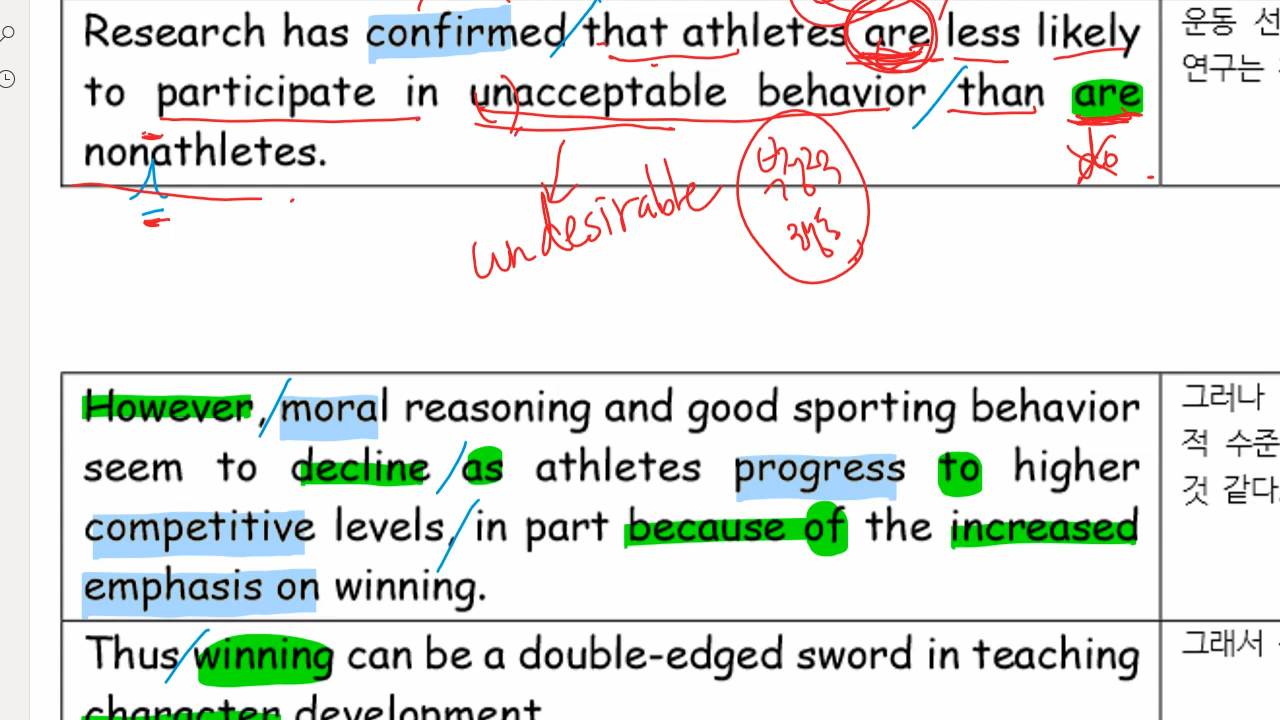 Research has confirmed that athletes are less likely
to participate in unacceptable behavior than are
nonathletes.
do
undesirable
However, moral reasoning and good sporting behavior
seem to decline as athletes progress to higher
competitive levels, in part because of the increased
emphasis on winning.
Thus winning can be a double-edged sword in teaching
character development.
운동 선
연구는
그러나
적 수준
것 같다.
그래서